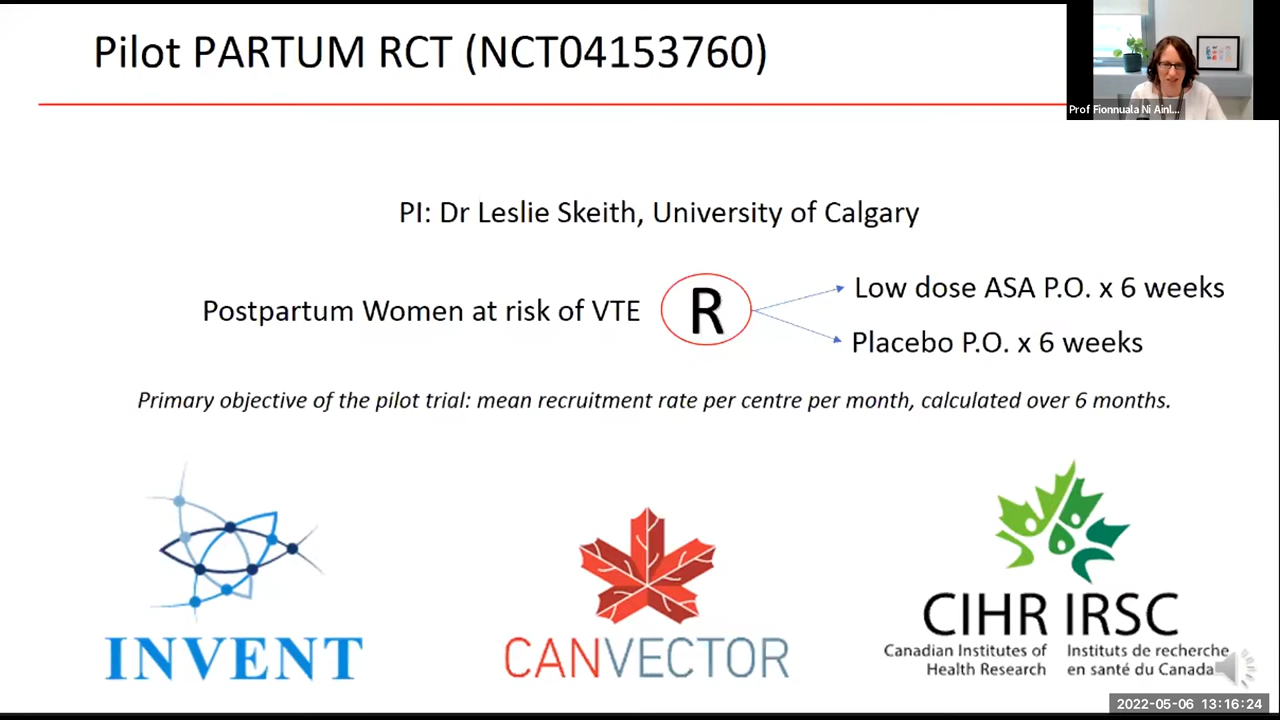 Pilot PARTUM RCT (NCT04153760)
Prof Fionnuala Ni Ainl...
PI: Dr Leslie Skeith, University of Calgary
Postpartum Women at risk of VTE
R
Low dose ASA P.O. x 6 weeks
Placebo P.O. x 6 weeks
Primary objective of the pilot trial: mean recruitment rate per centre per month, calculated over 6 months.
INVENT
CANVECTOR
CIHR IRSC
Canadian Institutes of Health Research
Instituts de recherche en santé du Canada
2022-05-06 13:16:24